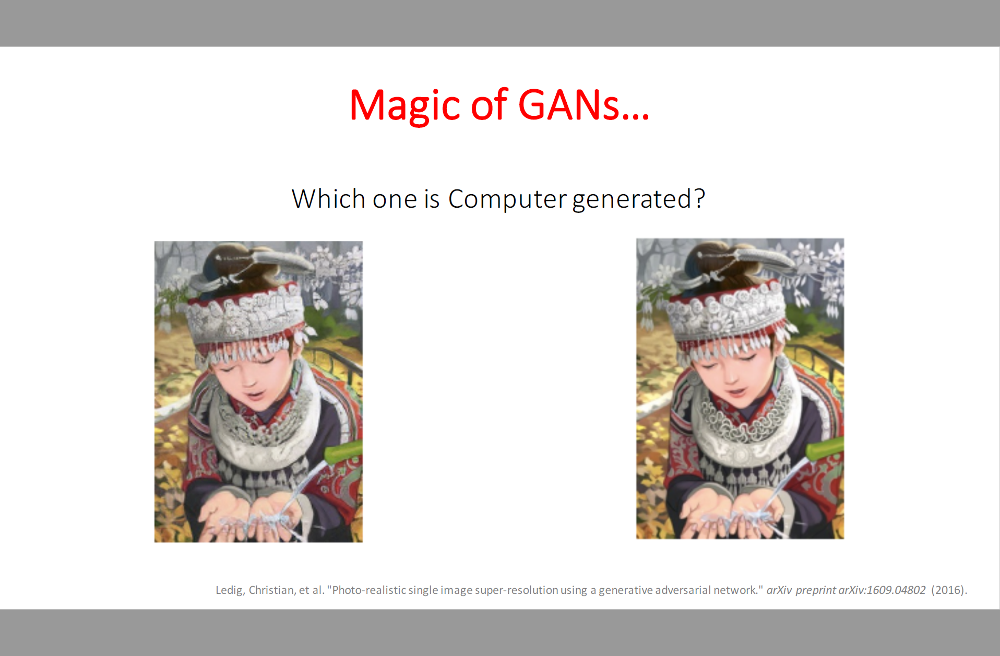 Magic of GANs...
Which one is Computer generated?
Ledig, Christian, et al. "Photo-realistic single image super-resolution using a generative adversarial network." arXiv preprint arXiv:1609.04802 (2016).